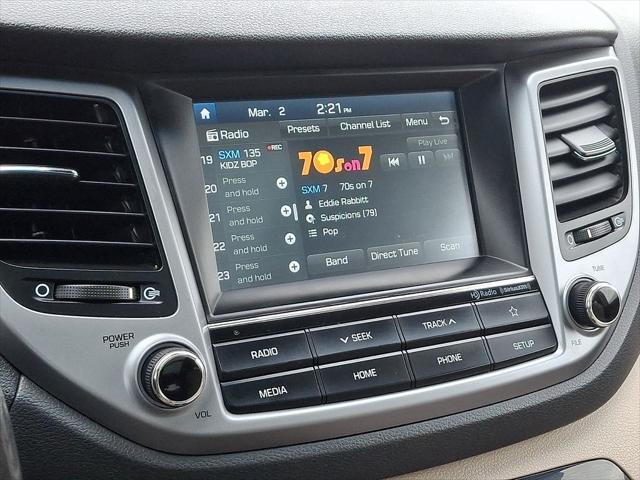 Mar. 2 2:21 PM
Radio Presets Channel List Menu
REC Play Live
19 SXM 135
KIDZ BOP
70s on 7
20 Press and hold
SXM 7 70s on 7
21 Press and hold
Eddie Rabbitt
Suspicions (79)
22 Press and hold
Pop
23 Press and hold
Band Direct Tune Scan
HD Radio SiriusXM
RADIO SEEK TRACK
MEDIA HOME PHONE SETUP
POWER
PUSH
VOL
TUNE
FILE